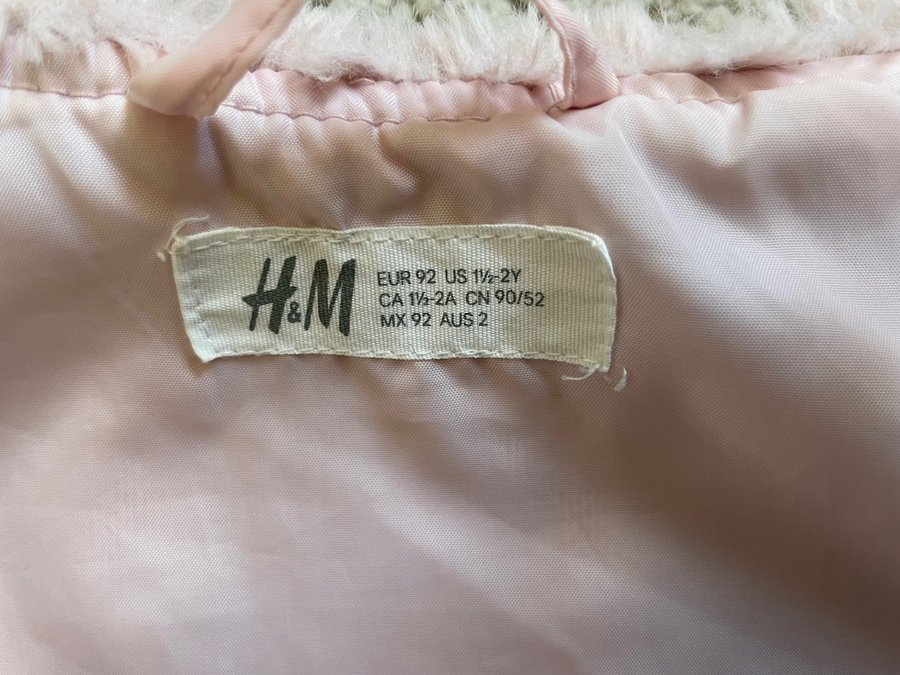 H&M
EUR 92 US 1½-2Y
CA 1½-2A CN 90/52
MX 92 AUS 2